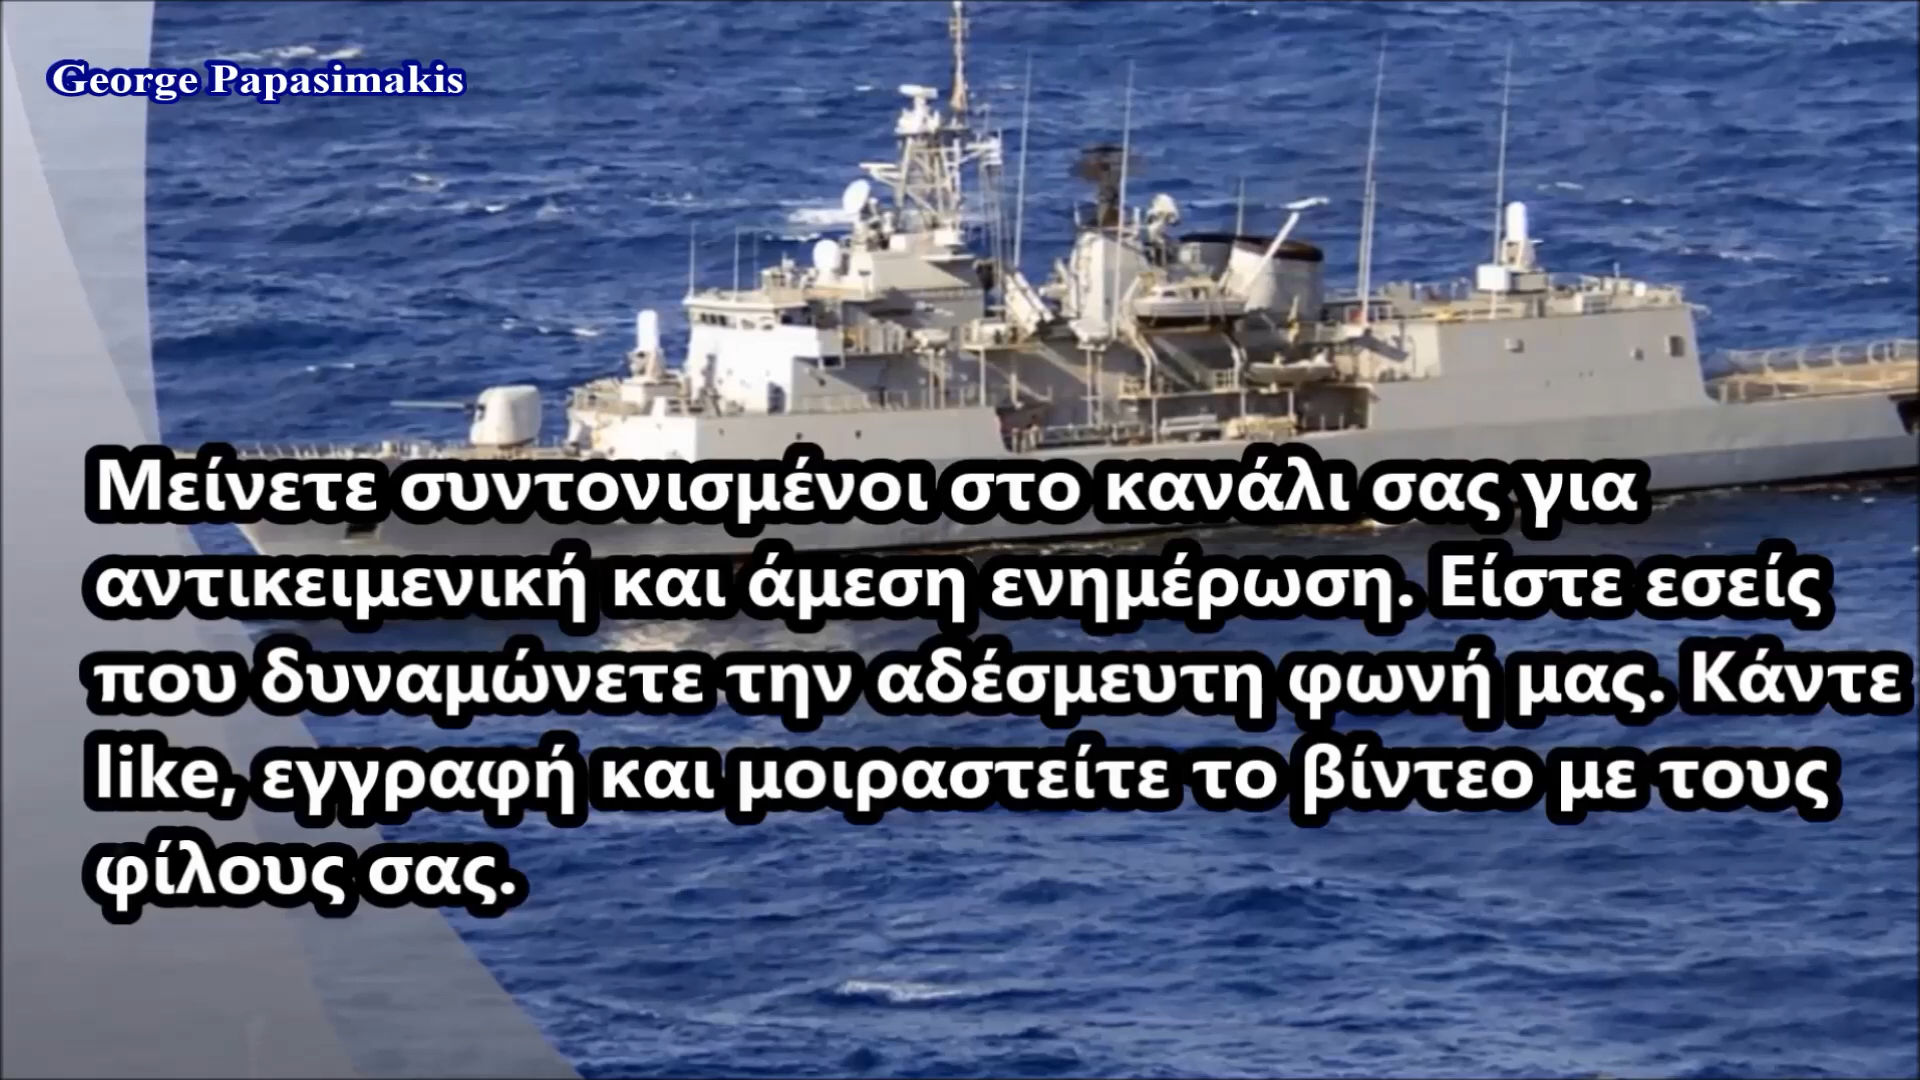 George Papasimakis
Μείνετε συντονισμένοι στο κανάλι σας για
αντικειμενική και άμεση ενημέρωση. Είστε εσείς
που δυναμώνετε την αδέσμευτη φωνή μας. Κάντε
like, εγγραφή και μοιραστείτε το βίντεο με τους
φίλους σας.